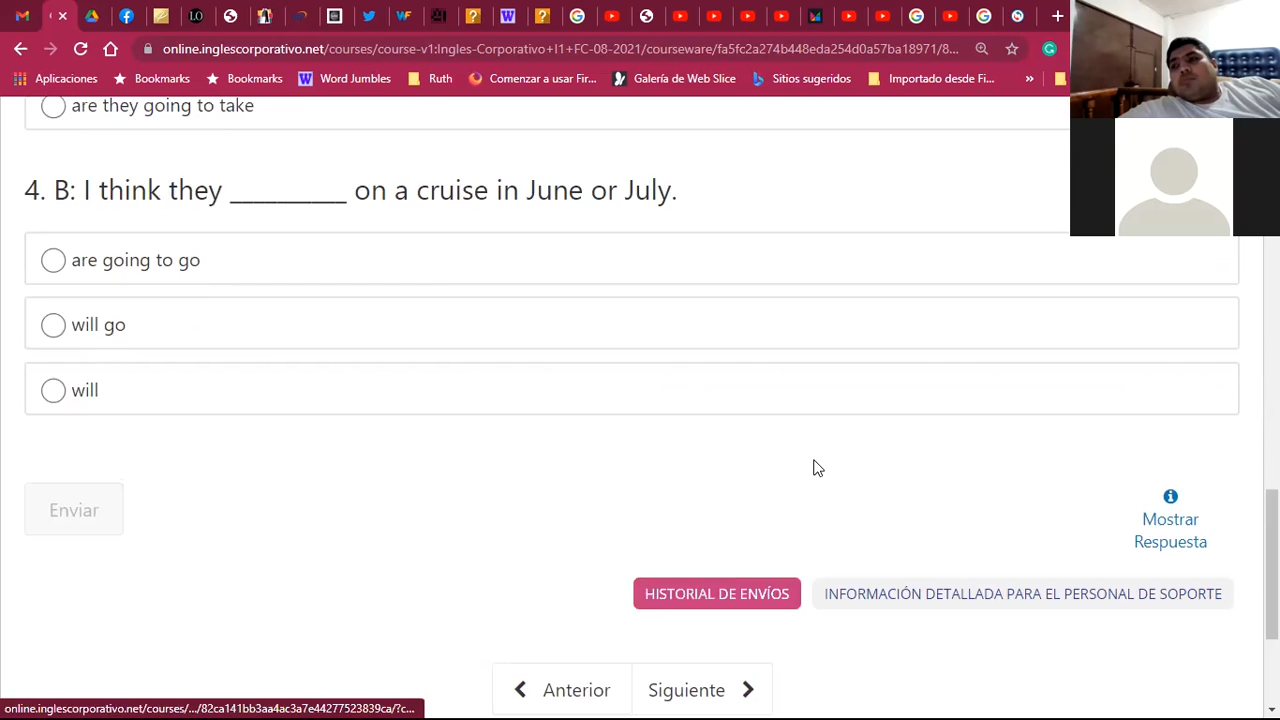 online.inglescorporativo.net/courses/course-v1:Ingles-Corporativo+I1+FC-08-2021/courseware/fa5fc2a274b448eda254d0a57ba18971/8...
Aplicaciones Bookmarks Bookmarks Word Jumbles Ruth Comenzar a usar Fir... Galería de Web Slice Sitios sugeridos Importado desde Fi... »
are they going to take
4. B: I think they __________ on a cruise in June or July.
are going to go
will go
will
Enviar
Mostrar
Respuesta
HISTORIAL DE ENVÍOS INFORMACIÓN DETALLADA PARA EL PERSONAL DE SOPORTE
Anterior Siguiente
online.inglescorporativo.net/courses/.../82ca141bb3aa4ac3a7e44277523839ca/?c...